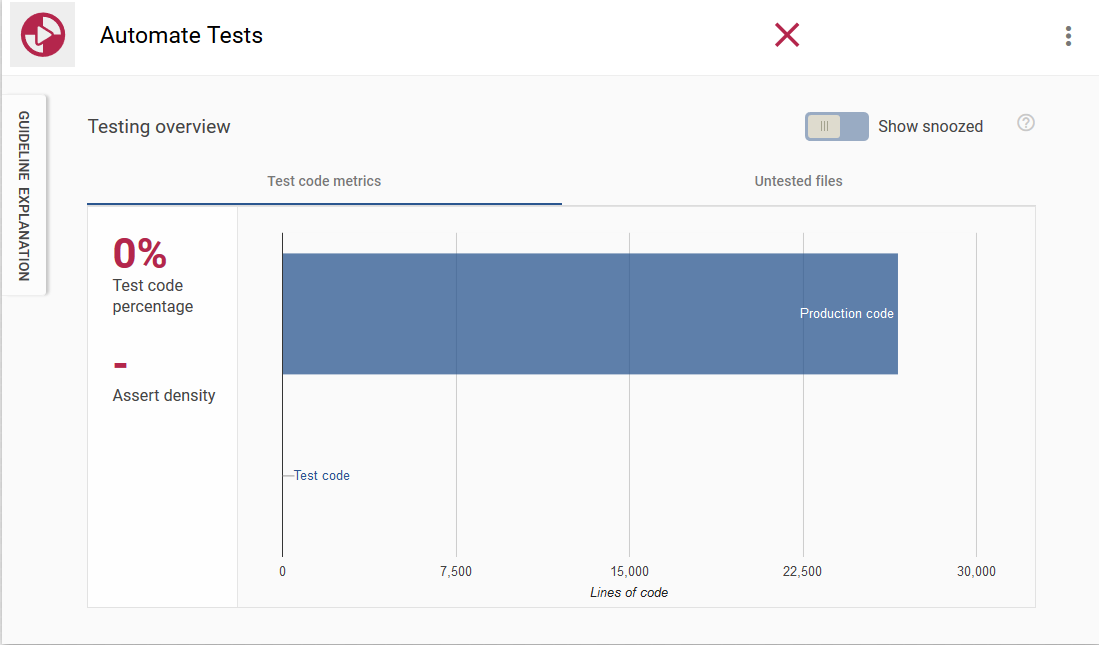 Automate Tests
GUIDELINE EXPLANATION
Testing overview
Show snoozed
?
Test code metrics
Untested files
0%
Test code
percentage
-
Assert density
Production code
Test code
0
7,500
15,000
22,500
30,000
Lines of code